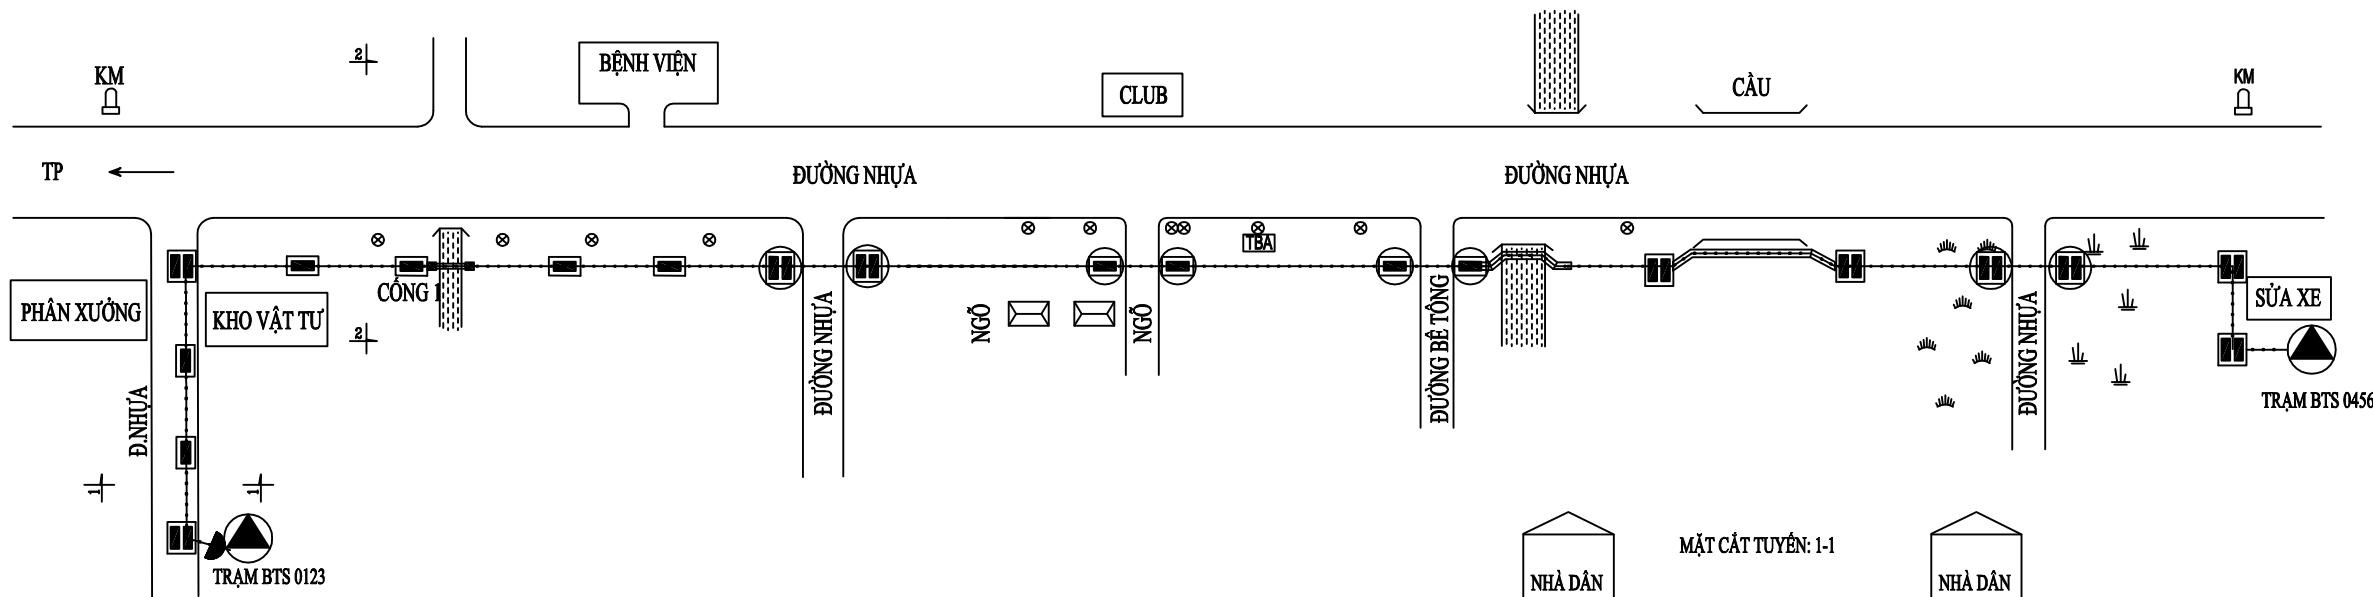 2
KM
BỆNH VIỆN
CLUB
CẦU
KM
TP
ĐƯỜNG NHỰA
ĐƯỜNG NHỰA
TBA
CỐNG 1
PHÂN XƯỞNG
KHO VẬT TƯ
2
NGÕ
NGÕ
SỬA XE
ĐƯỜNG NHỰA
ĐƯỜNG BÊ TÔNG
ĐƯỜNG NHỰA
TRẠM BTS 0456
Đ.NHỰA
1
1
TRẠM BTS 0123
MẶT CẮT TUYẾN: 1-1
NHÀ DÂN
NHÀ DÂN